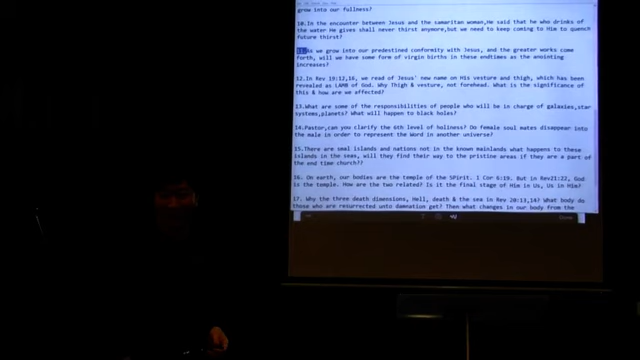 grow into our fullness?
10.In the encounter between Jesus and the samaritan woman,He said that he who drinks of
the water He gives shall never thirst anymore,but we need to keep coming to Him to quench
future thirst?
11.As we grow into our predestined conformity with Jesus, and the greater works come
forth, will we have some form of virgin births in these endtimes as the anointing
increases?
12.In Rev 19:12,16, we read of Jesus' new name on His vesture and thigh, which has been
revealed as LAMB of GOD. Why Thigh & vesture, not forehead. What is the significance of
this & how are we affected?
13.What are some of the responsibilities of people who will be in charge of galaxies,star
systems,planets? What will happen to black holes?
14.Pastor,can you clarify the 6th level of holiness? Do female soul mates disappear into
the male in order to represent the Word in another universe?
15.There are smal islands and nations not in the known mainlands what happens to these
islands in the seas, will they find their way to the pristine areas if they are a part of
the end time church??
16. On earth, our bodies are the temple of the SPirit. 1 Cor 6:19. But in Rev21:22, God
is the temple. How are the two related? Is it the final stage of Him in Us, Us in Him?
17. Why the three death dimensions, Hell, death & the sea in Rev 20:13,14? What body do
those who are resurrected unto damnation get? Then what changes in our body from the
Done